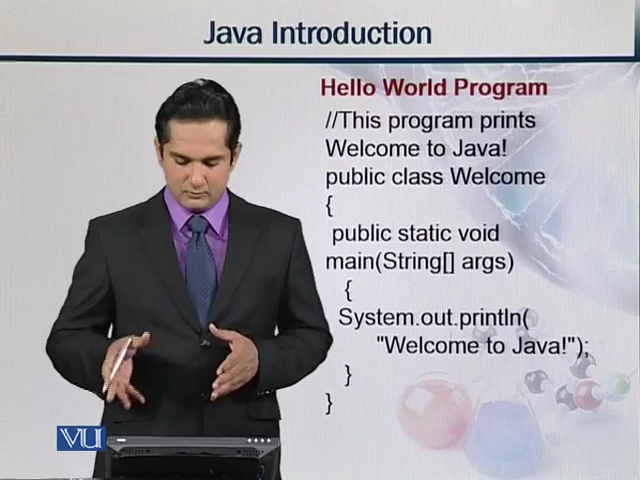 Java Introduction
Hello World Program
//This program prints
Welcome to Java!
public class Welcome
{
public static void
main(String[] args)
{
System.out.println(
"Welcome to Java!");
}
}
VU